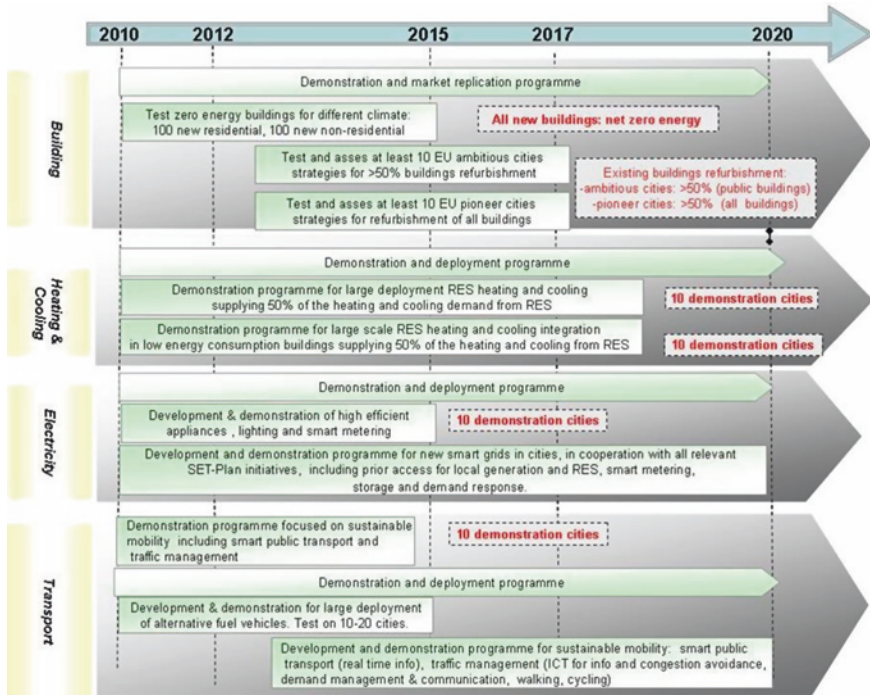 2010 2012 2015 2017 2020
Building
Demonstration and market replication programme
Test zero energy buildings for different climate:
100 new residential, 100 new non-residential
All new buildings: net zero energy
Test and asses at least 10 EU ambitious cities
strategies for >50% buildings refurbishment
Existing buildings refurbishment:
-ambitious cities: >50% (public buildings)
-pioneer cities: >50% (all buildings)
Test and asses at least 10 EU pioneer cities
strategies for refurbishment of all buildings
Heating &
Cooling
Demonstration and deployment programme
Demonstration programme for large deployment RES heating and cooling
supplying 50% of the heating and cooling demand from RES
10 demonstration cities
Demonstration programme for large scale RES heating and cooling integration
in low energy consumption buildings supplying 50% of the heating and cooling from RES
10 demonstration cities
Electricity
Demonstration and deployment programme
Development & demonstration of high efficient
appliances , lighting and smart metering
10 demonstration cities
Development and demonstration programme for new smart grids in cities, in cooperation with all relevant
SET-Plan initiatives, including prior access for local generation and RES, smart metering,
storage and demand response.
Transport
Demonstration programme focused on sustainable
mobility including smart public transport and
traffic management
10 demonstration cities
Demonstration and deployment programme
Development & demonstration for large deployment
of alternative fuel vehicles. Test on 10-20 cities.
Development and demonstration programme for sustainable mobility: smart public
transport (real time info), traffic management (ICT for info and congestion avoidance,
demand management & communication, walking, cycling)